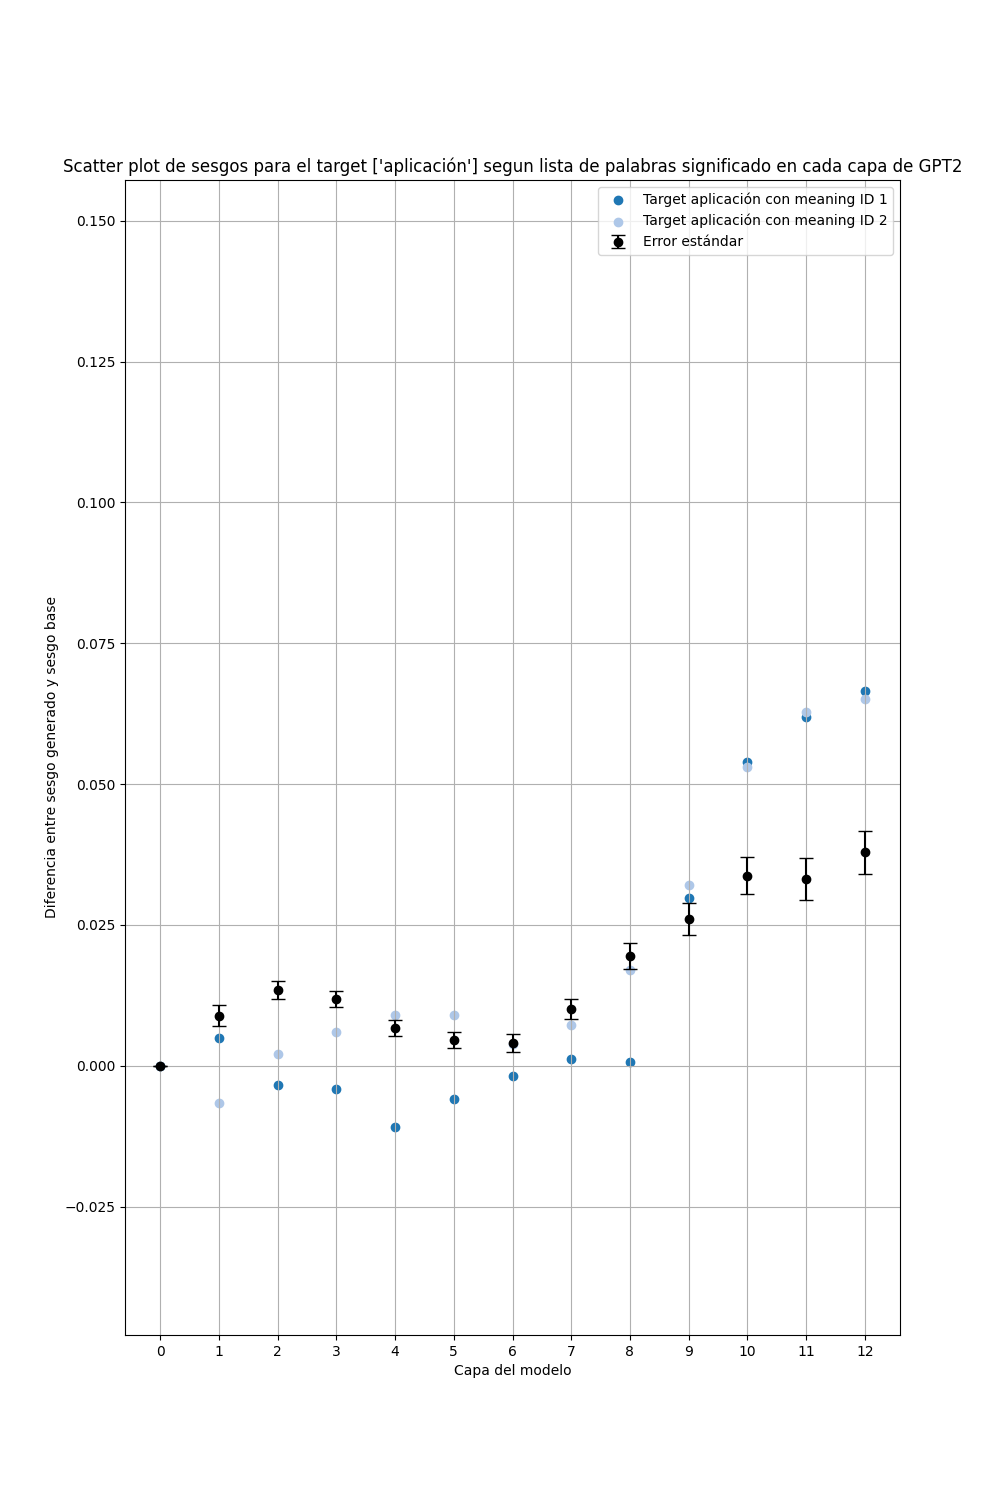 Scatter plot de sesgos para el target ['aplicación'] segun lista de palabras significado en cada capa de GPT2
Target aplicación con meaning ID 1
Target aplicación con meaning ID 2
Error estándar
0.150
0.125
0.100
0.075
0.050
0.025
0.000
−0.025
Diferencia entre sesgo generado y sesgo base
0 1 2 3 4 5 6 7 8 9 10 11 12
Capa del modelo